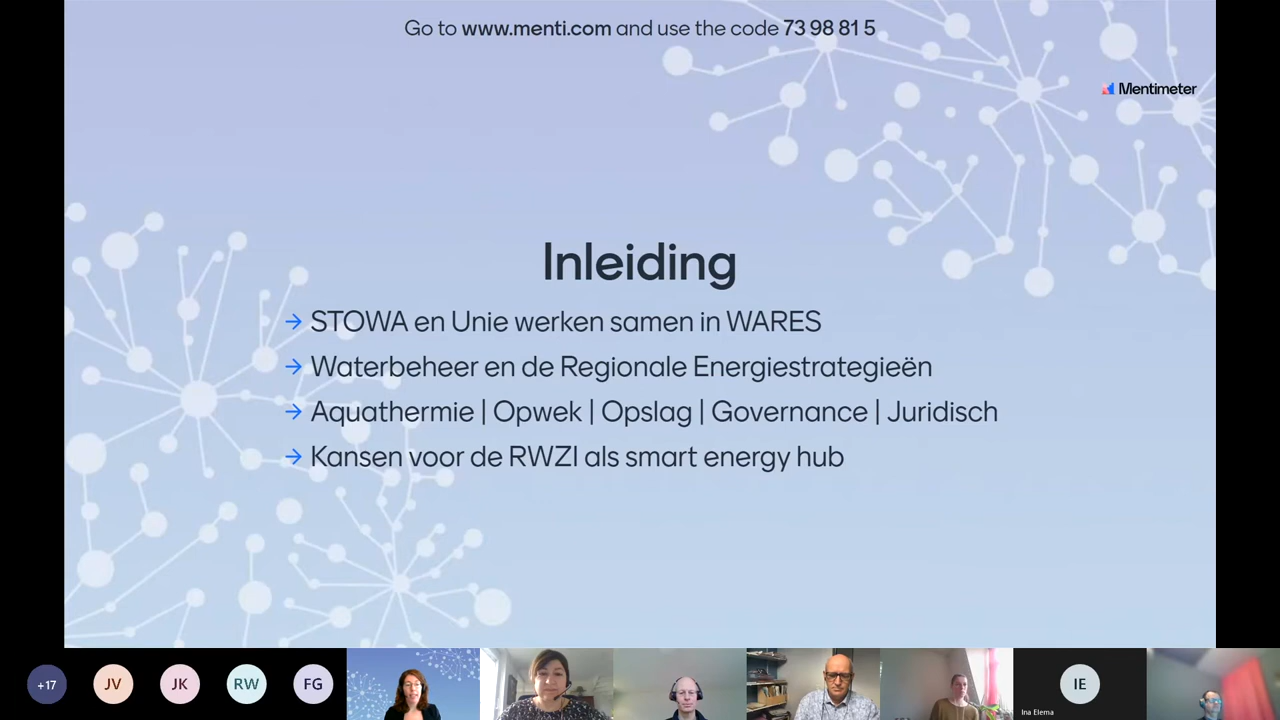 Go to www.menti.com and use the code 73 98 81 5
Mentimeter
Inleiding
→ STOWA en Unie werken samen in WARES
→ Waterbeheer en de Regionale Energiestrategieën
→ Aquathermie | Opwek | Opslag | Governance | Juridisch
→ Kansen voor de RWZI als smart energy hub
+17 JV JK RW FG IE
Ina Elema